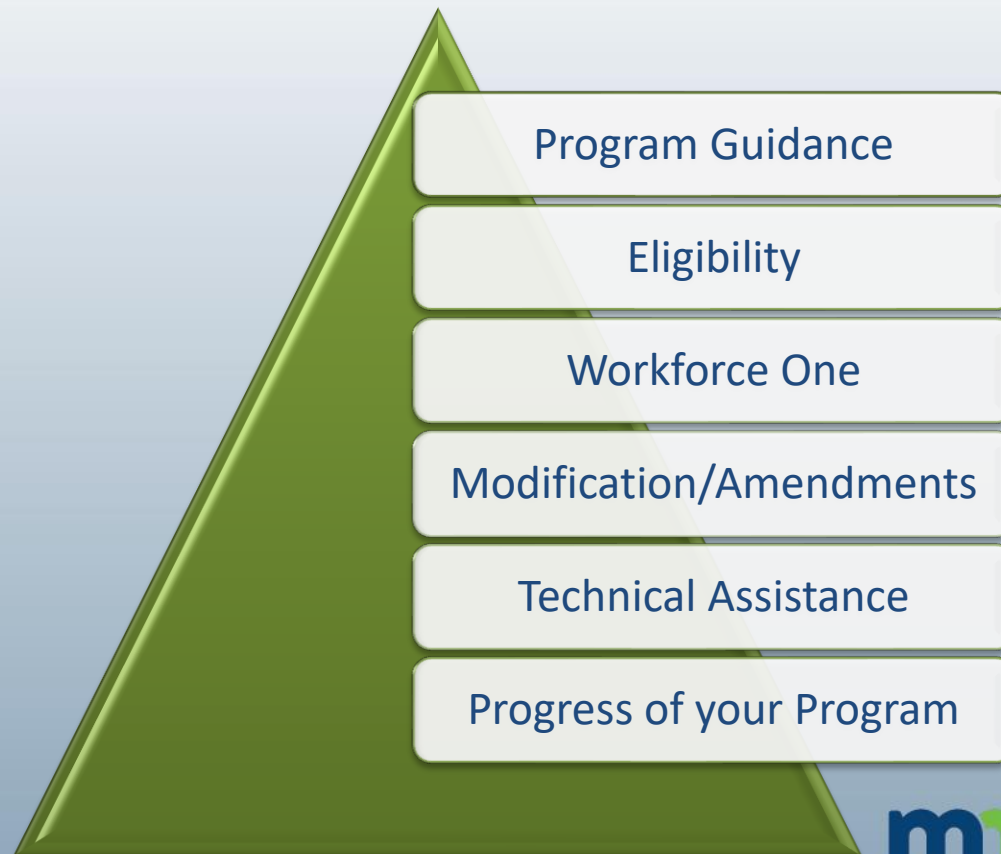 Program Guidance
Eligibility
Workforce One
Modification/Amendments
Technical Assistance
Progress of your Program
m